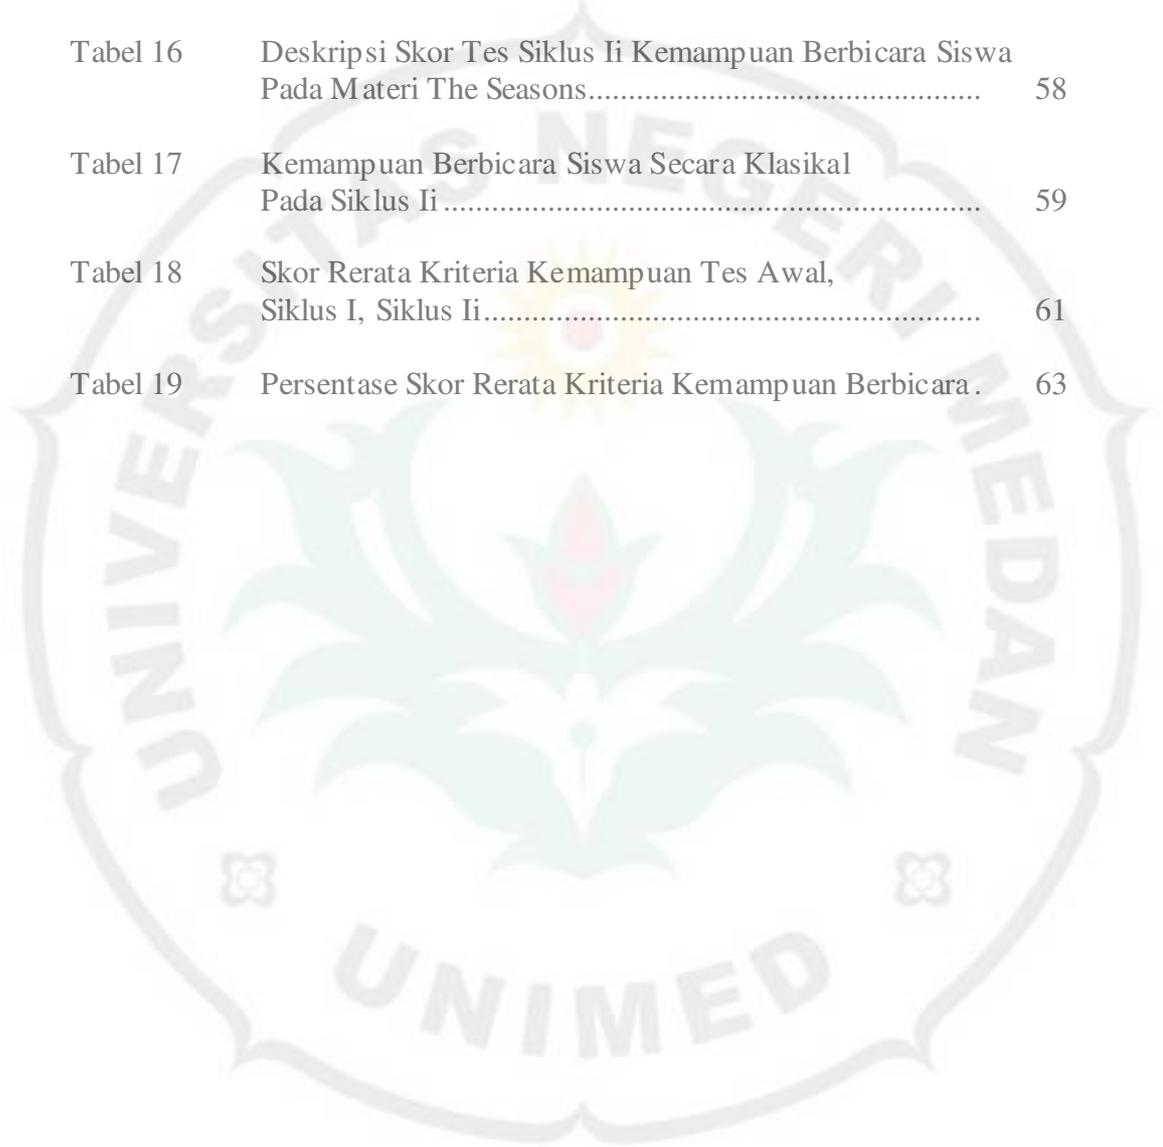 Tabel 16 Deskripsi Skor Tes Siklus Ii Kemampuan Berbicara Siswa
Pada Materi The Seasons................................................. 58
Tabel 17 Kemampuan Berbicara Siswa Secara Klasikal
Pada Siklus Ii................................................................... 59
Tabel 18 Skor Rerata Kriteria Kemampuan Tes Awal,
Siklus I, Siklus Ii.............................................................. 61
Tabel 19 Persentase Skor Rerata Kriteria Kemampuan Berbicara. 63
UNIVERSITAS NEGERI MEDAN
UNIMED